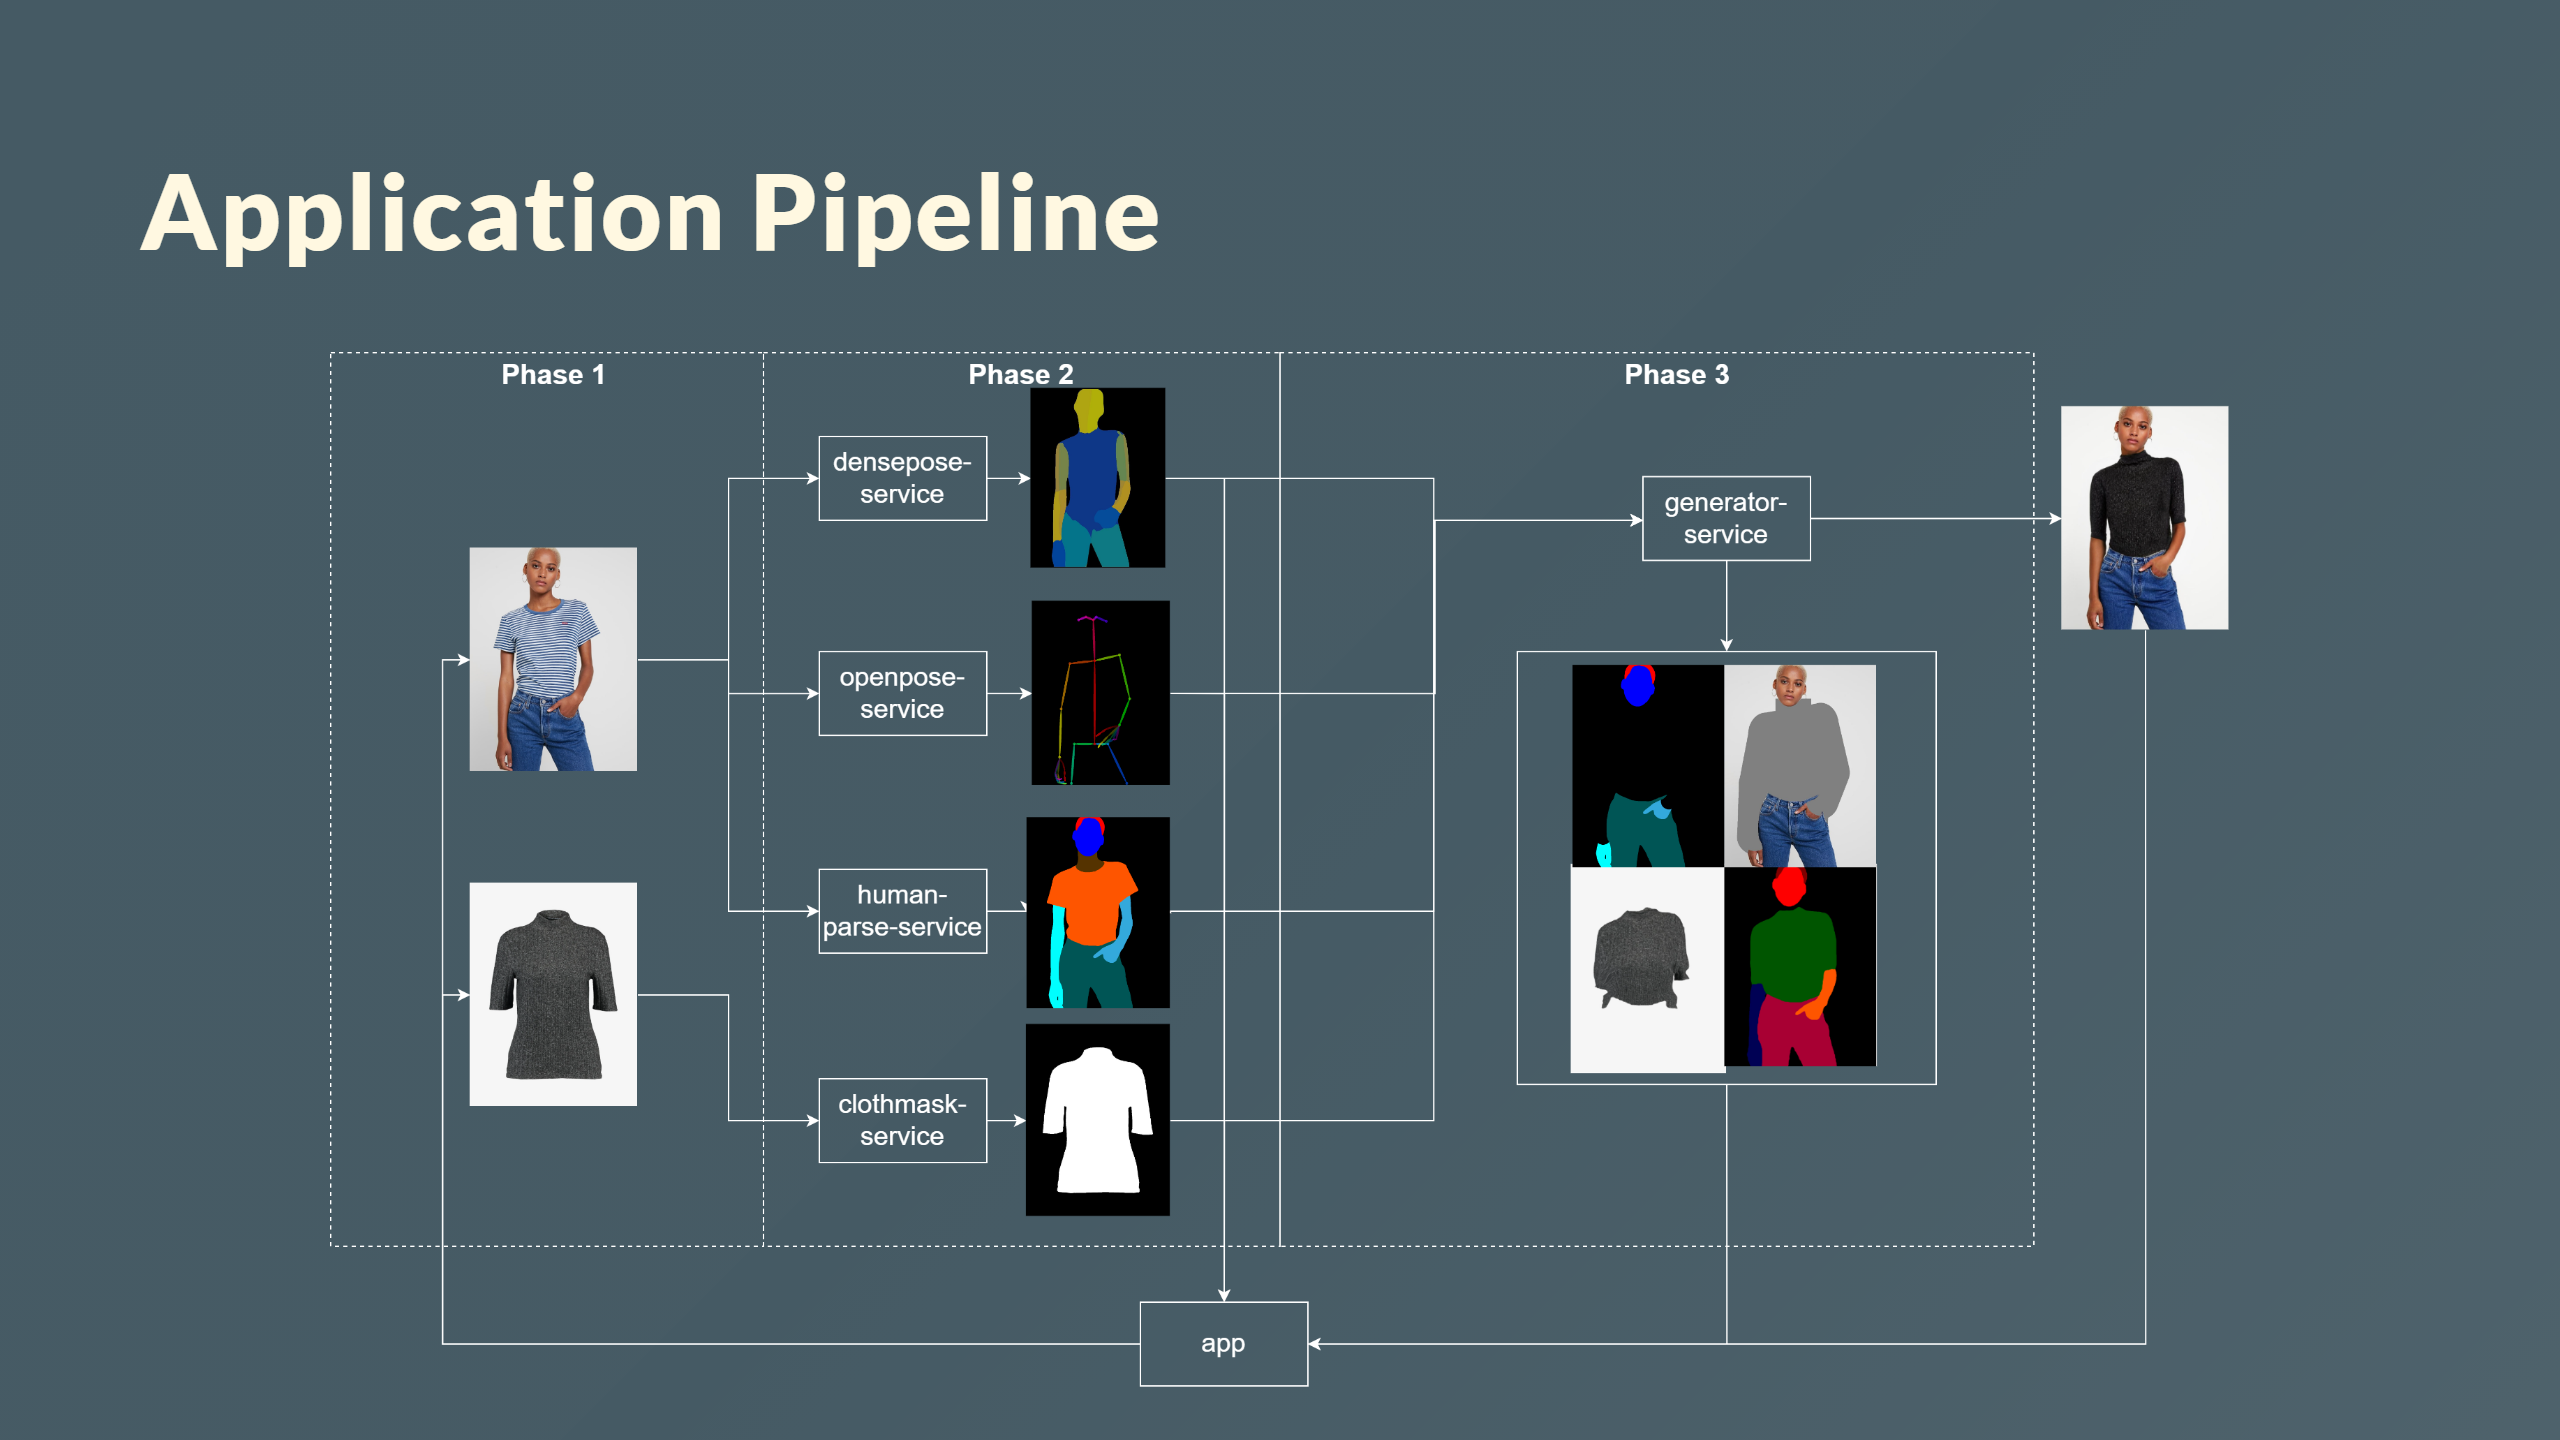 Application Pipeline
Phase 1
Phase 2
Phase 3
densepose-
service
generator-
service
openpose-
service
human-
parse-service
clothmask-
service
app